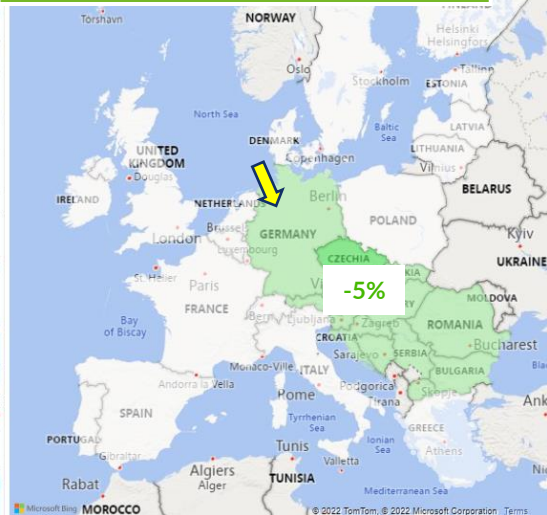 Tórshavn
NORWAY
Helsinki
Helsingfors
Oslo
Stockholm
Tallinn
ESTONIA
North Sea
Baltic
Sea
LATVIA
DENMARK
Copenhagen
LITHUANIA
Vilnius
UNITED
KINGDOM
Douglas
IRELAND
NETHERLANDS
Berlin
BELARUS
POLAND
London
Brussel
GERMANY
Kyiv
Luxembourg
CZECHIA
UKRAINE
St. Helier
Paris
-5%
MOLDOVA
FRANCE
Bern
Ljubljana
Zagreb
ROMANIA
Bay
of Biscay
CROATIA
Bucharest
Sarajevo
SERBIA
Monaco-Ville
ITALY
BULGARIA
Andorra la Vella
Podgorica
Skopje
Rome
Tirana
SPAIN
Tyrrhenian
Sea
GREECE
PORTUGAL
Ionian
Sea
Athens
Gibraltar
Tunis
Valletta
Algiers
Alger
Rabat
TUNISIA
Mediterranean Sea
Microsoft Bing
MOROCCO
© 2022 TomTom, © 2022 Microsoft Corporation Terms